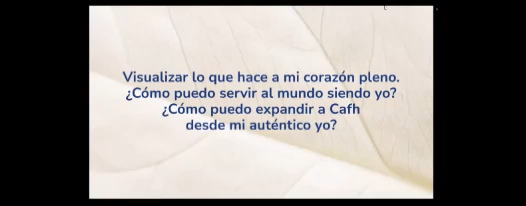 Visualizar lo que hace a mi corazón pleno.
¿Cómo puedo servir al mundo siendo yo?
¿Cómo puedo expandir a Cafh
desde mi auténtico yo?